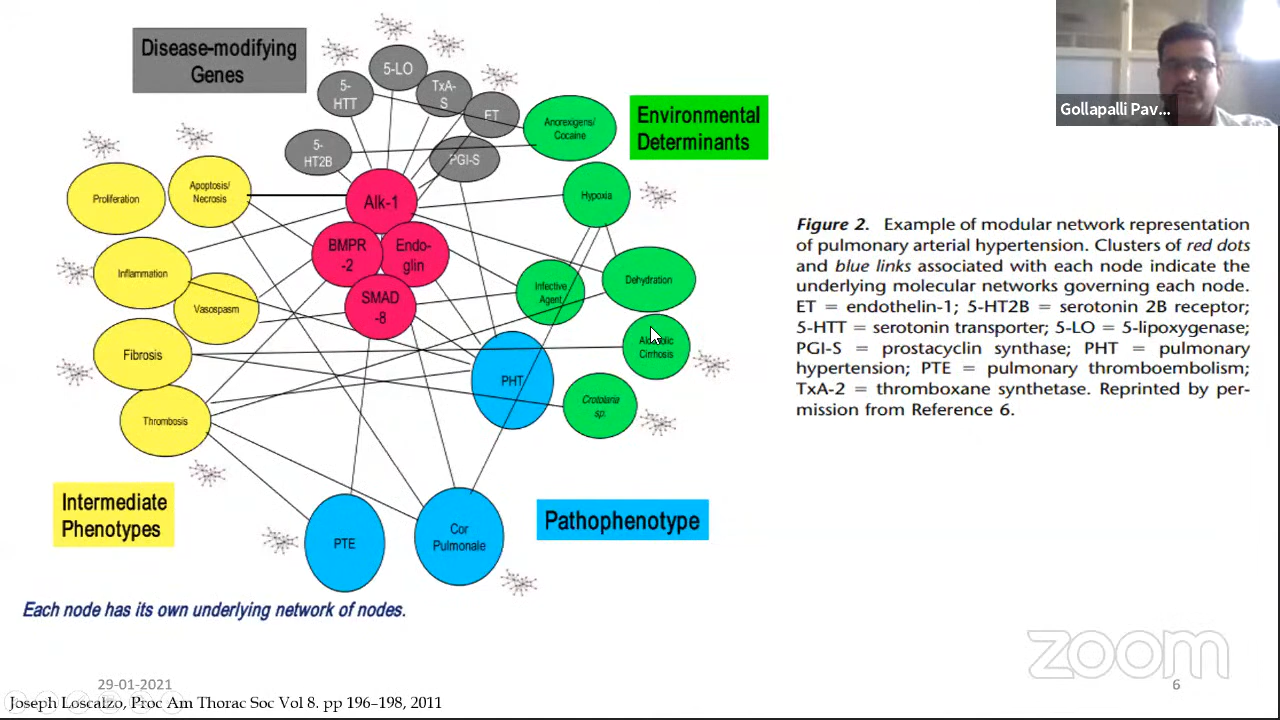 Disease-modifying
Genes
5-
HTT
5-LO
TxA-
S
ET
5-
HT2B
PGI-S
Anorexigens/
Cocaine
Environmental
Determinants
Gollapalli Pav...
Proliferation
Apoptosis/
Necrosis
Alk-1
Hypoxia
BMPR
-2
Endo-
glin
Inflammation
Vasospasm
SMAD
-8
Infective
Agent
Dehydration
Fibrosis
Cirrhosis
PHT
Thrombosis
Crotolaria
sp.
Intermediate
Phenotypes
PTE
Cor
Pulmonale
Pathophenotype
Each node has its own underlying network of nodes.
Figure 2. Example of modular network representation
of pulmonary arterial hypertension. Clusters of red dots
and blue links associated with each node indicate the
underlying molecular networks governing each node.
ET = endothelin-1; 5-HT2B = serotonin 2B receptor;
5-HTT = serotonin transporter; 5-LO = 5-lipoxygenase;
PGI-S = prostacyclin synthase; PHT = pulmonary
hypertension; PTE = pulmonary thromboembolism;
TxA-2 = thromboxane synthetase. Reprinted by per-
mission from Reference 6.
zoom
29-01-2021
6
Joseph Loscalzo, Proc Am Thorac Soc Vol 8. pp 196–198, 2011